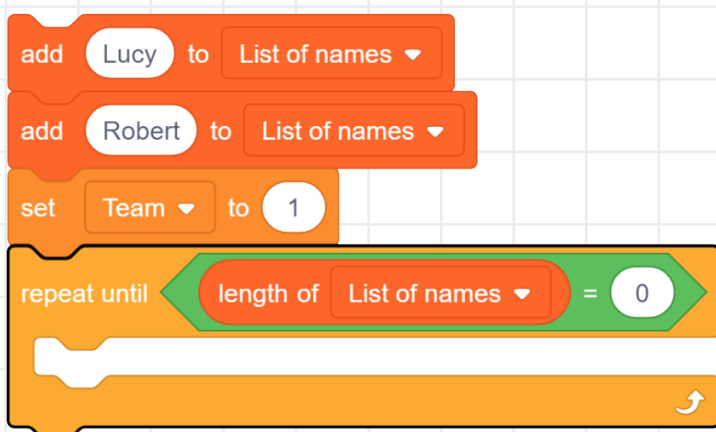 add Lucy to List of names
add Robert to List of names
set Team to 1
repeat until length of List of names = 0